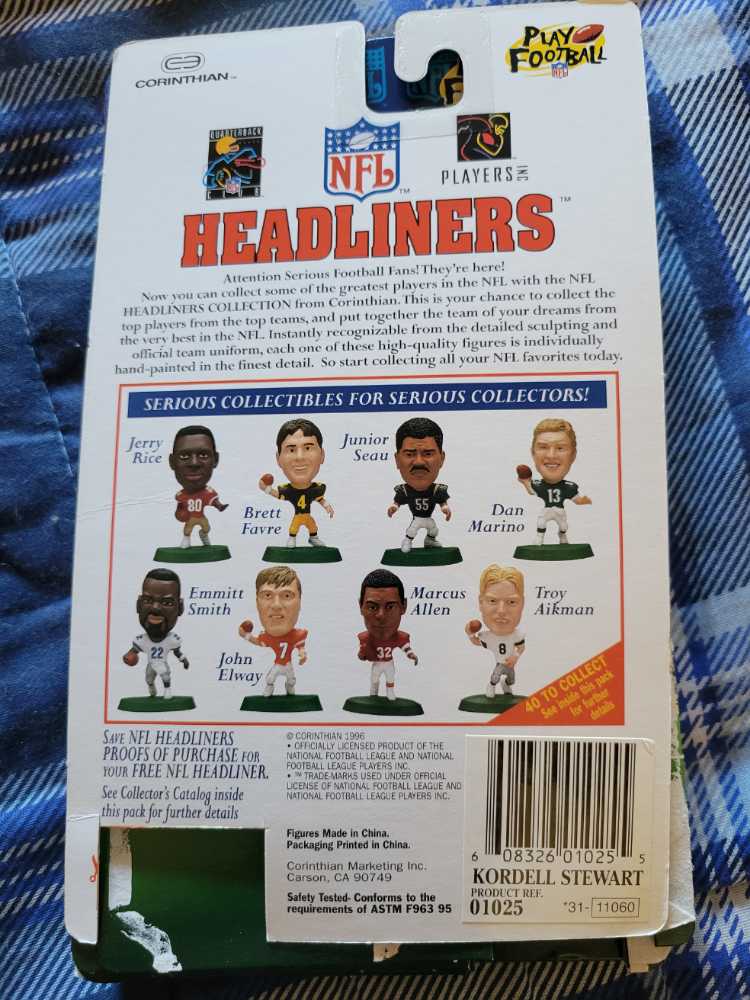 CORINTHIAN™
PLAY
FOOTBALL
NFL
QUARTERBACK
CLUB
NFL™
PLAYERS INC
HEADLINERS™
Attention Serious Football Fans! They're here!
Now you can collect some of the greatest players in the NFL with the NFL
HEADLINERS COLLECTION from Corinthian. This is your chance to collect the
top players from the top teams, and put together the team of your dreams from
the very best in the NFL. Instantly recognizable from the detailed sculpting and
official team uniform, each one of these high-quality figures is individually
hand-painted in the finest detail. So start collecting all your NFL favorites today.
SERIOUS COLLECTIBLES FOR SERIOUS COLLECTORS!
Jerry
Rice
80
Brett
Favre
4
Junior
Seau
55
Dan
Marino
13
Emmitt
Smith
22
John
Elway
7
Marcus
Allen
32
Troy
Aikman
8
40 TO COLLECT
See inside this pack
for further
details
SAVE NFL HEADLINERS
PROOFS OF PURCHASE FOR
YOUR FREE NFL HEADLINER.
See Collector's Catalog inside
this pack for further details
© CORINTHIAN 1996
• OFFICIALLY LICENSED PRODUCT OF THE
NATIONAL FOOTBALL LEAGUE AND NATIONAL
FOOTBALL LEAGUE PLAYERS INC.
• ™ TRADE-MARKS USED UNDER OFFICIAL
LICENSE OF NATIONAL FOOTBALL LEAGUE AND
NATIONAL FOOTBALL LEAGUE PLAYERS INC.
Figures Made in China.
Packaging Printed in China.
Corinthian Marketing Inc.
Carson, CA 90749
Safety Tested- Conforms to the
requirements of ASTM F963 95
6 08326 01025 5
KORDELL STEWART
PRODUCT REF.
01025
*31- 11060